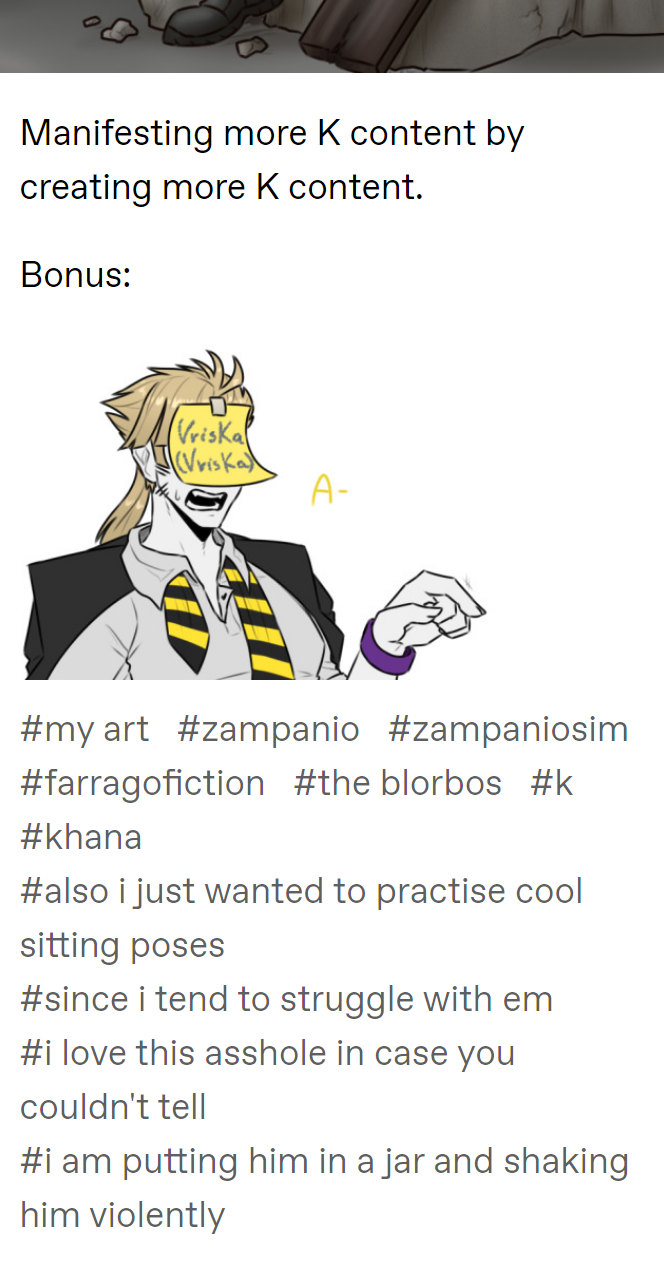 Manifesting more K content by
creating more K content.
Bonus:
Vriska
(Vriska)
A-
#my art #zampanio #zampaniosim
#farragofiction #the blorbos #k
#khana
#also i just wanted to practise cool
sitting poses
#since i tend to struggle with em
#i love this asshole in case you
couldn't tell
#i am putting him in a jar and shaking
him violently